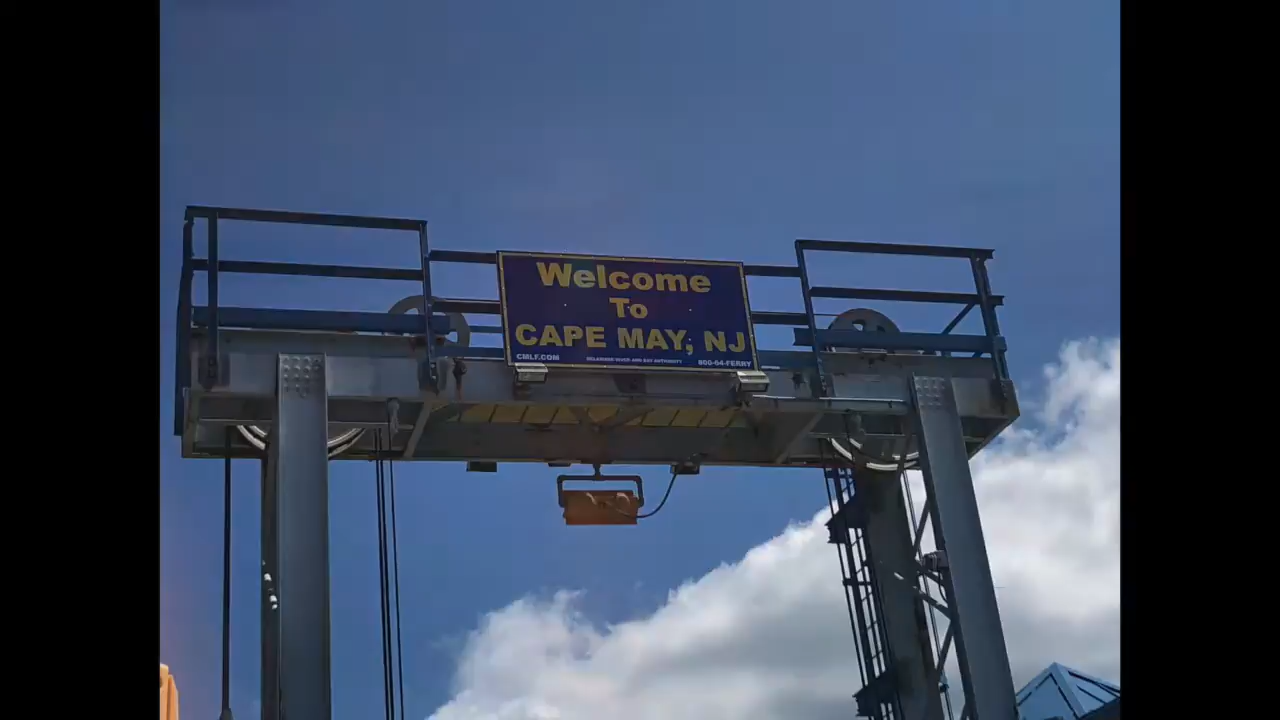 Welcome
To
CAPE MAY, NJ
CMLF.COM DELAWARE RIVER AND BAY AUTHORITY 800-64-FERRY